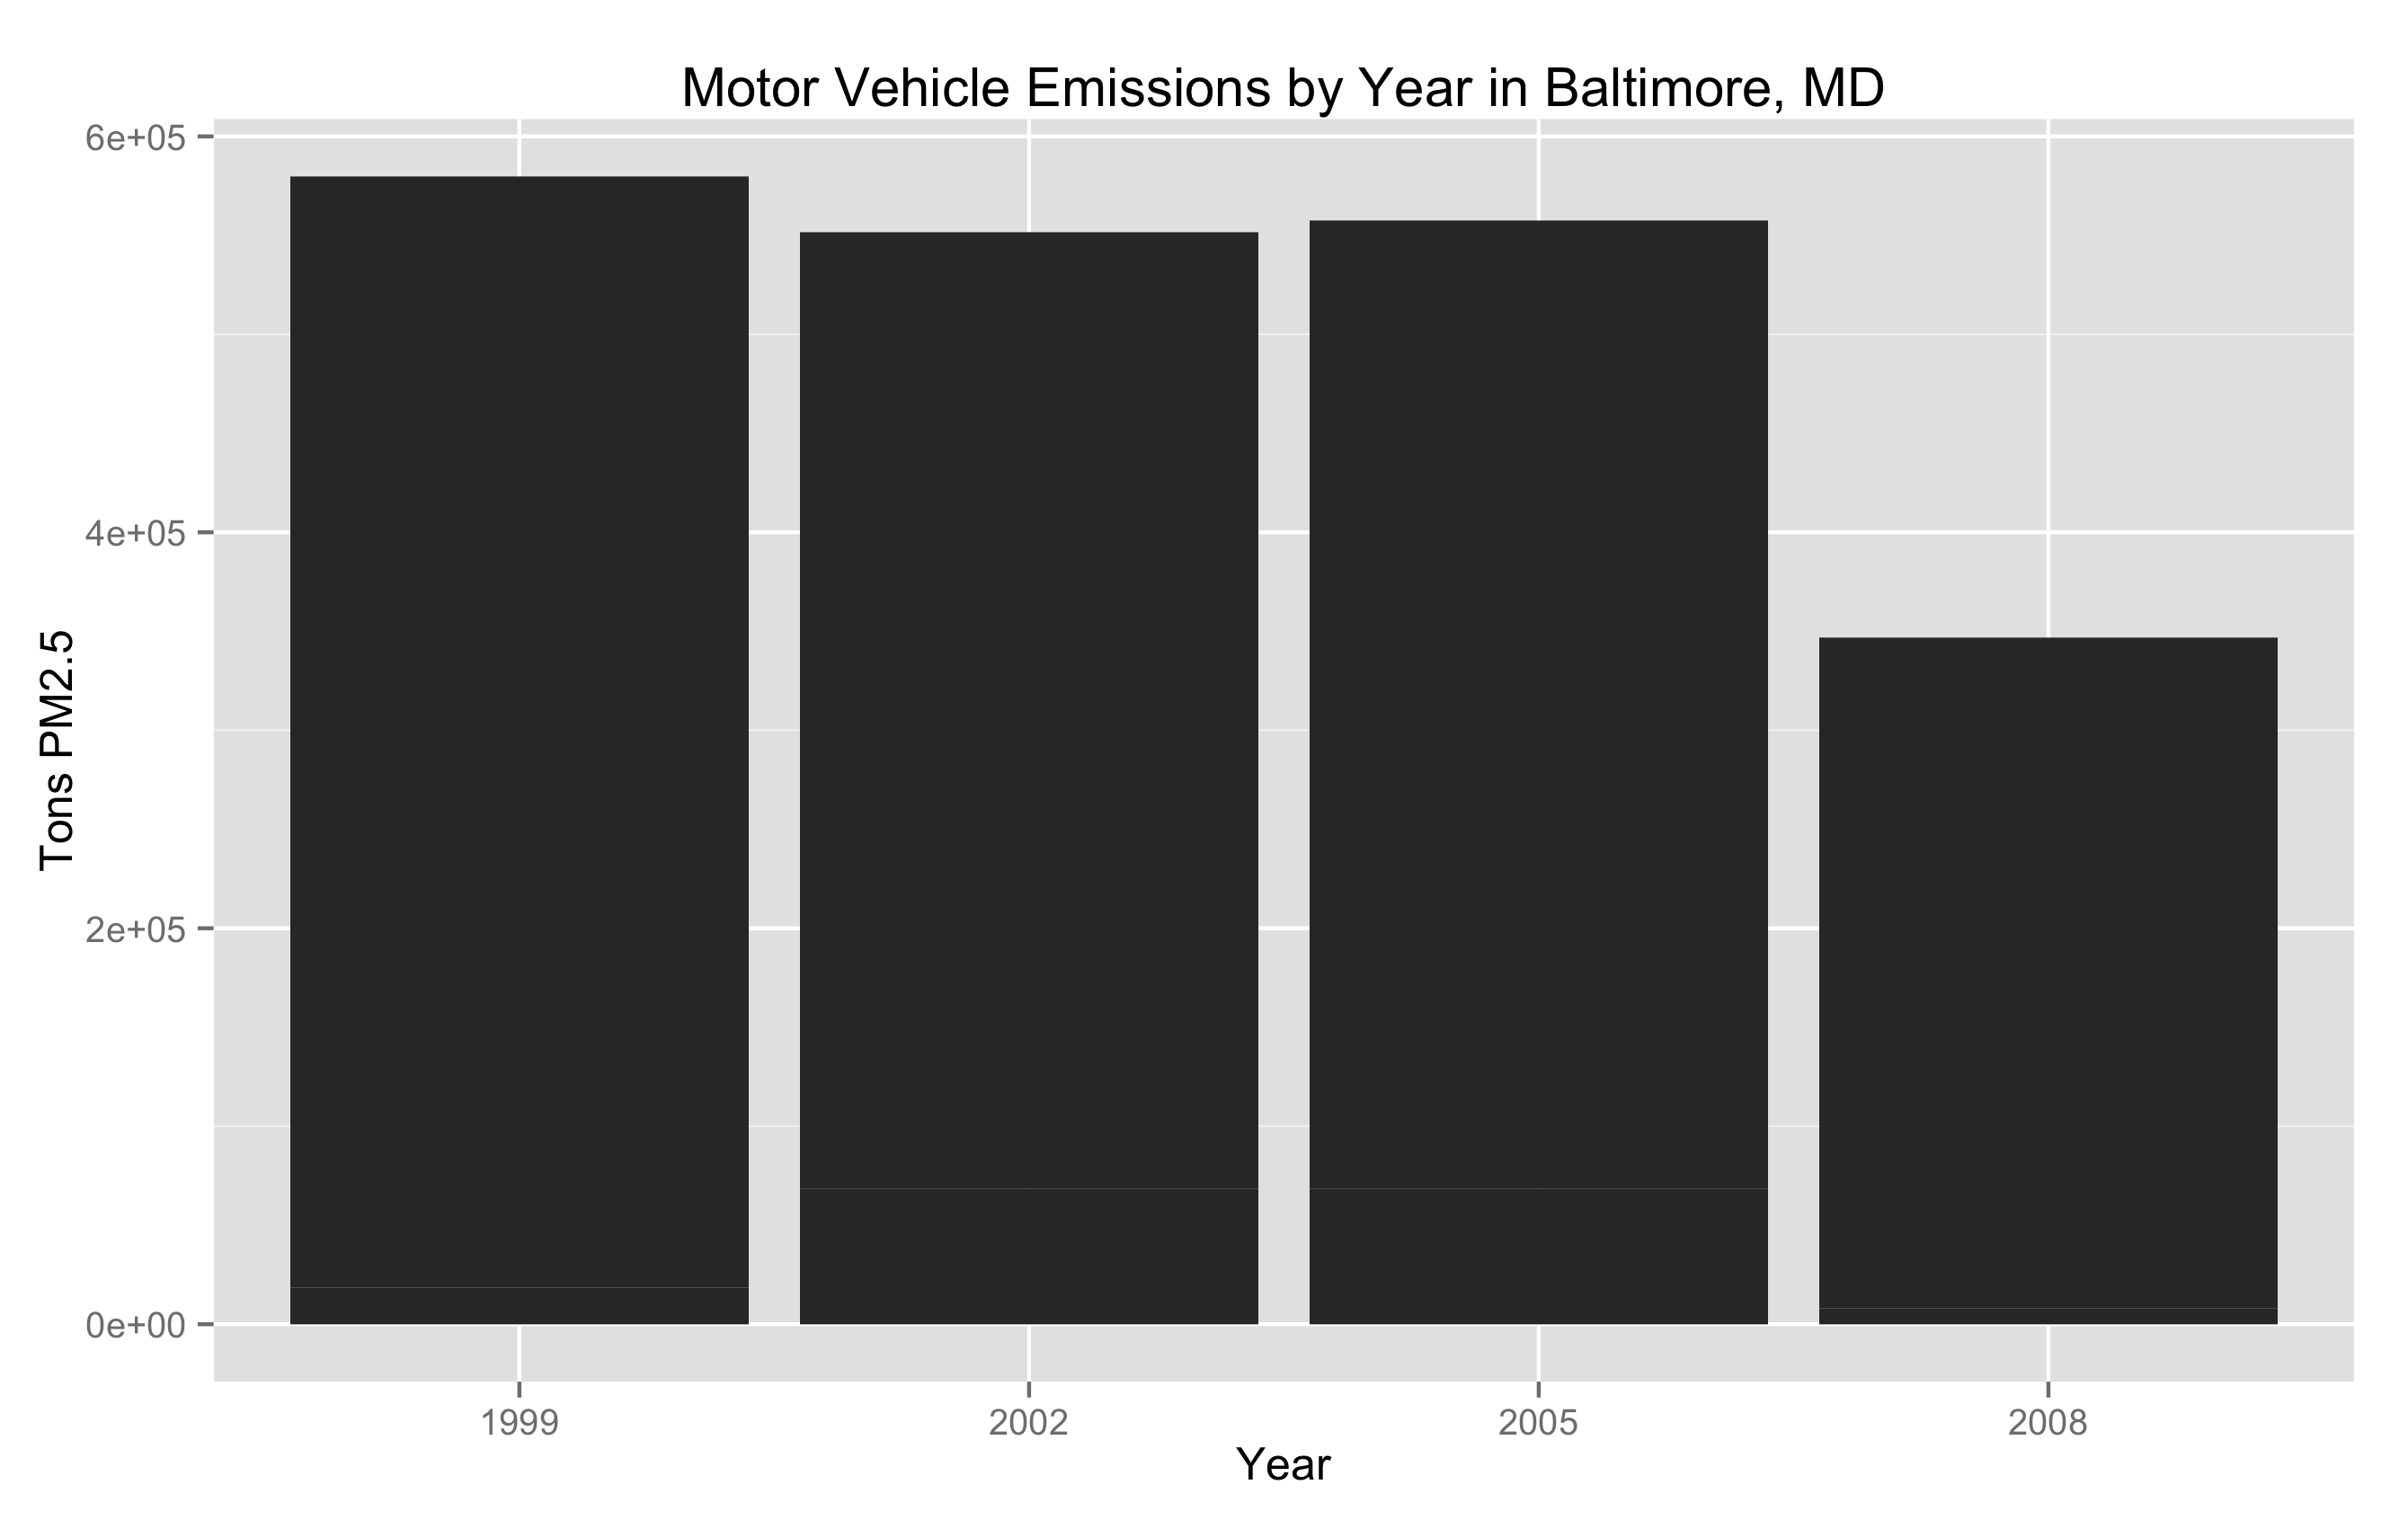 Motor Vehicle Emissions by Year in Baltimore, MD
6e+05
4e+05
2e+05
0e+00
Tons PM2.5
1999 2002 2005 2008
Year